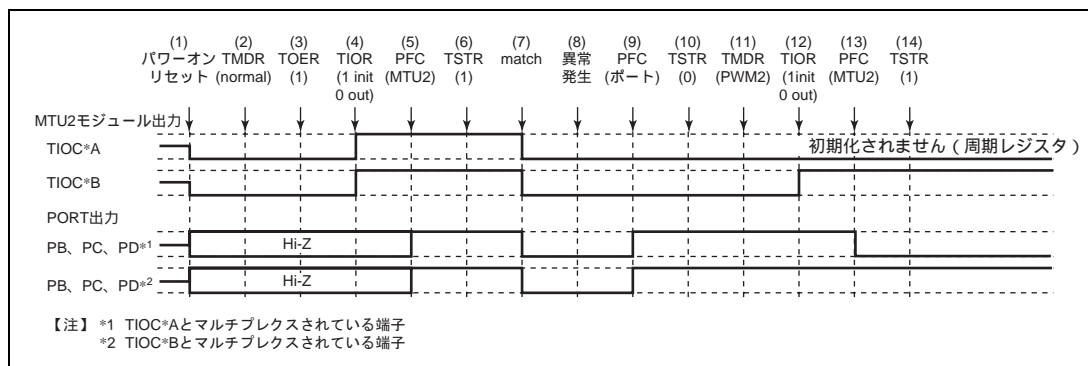 (1) (2) (3) (4) (5) (6) (7) (8) (9) (10) (11) (12) (13) (14)
パワーオン TMDR TOER TIOR PFC TSTR match 異常 PFC TSTR TMDR TIOR PFC TSTR
リセット (normal) (1) (1 init (MTU2) (1) 発生 (ポート) (0) (PWM2) (1init (MTU2) (1)
0 out) 0 out)
MTU2モジュール出力
TIOC*A 初期化されません(周期レジスタ)
TIOC*B
PORT出力
PB、PC、PD*1 Hi-Z
PB、PC、PD*2 Hi-Z
【注】 *1 TIOC*Aとマルチプレクスされている端子
*2 TIOC*Bとマルチプレクスされている端子